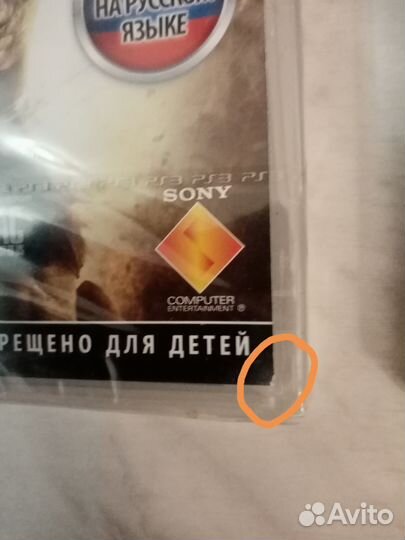 НА РУССКОМ
ЯЗЫКЕ
PS3 PS3 PS3 PS3
SONY
COMPUTER
ENTERTAINMENT ®
РЕЩЕНО ДЛЯ ДЕТЕЙ
Avito